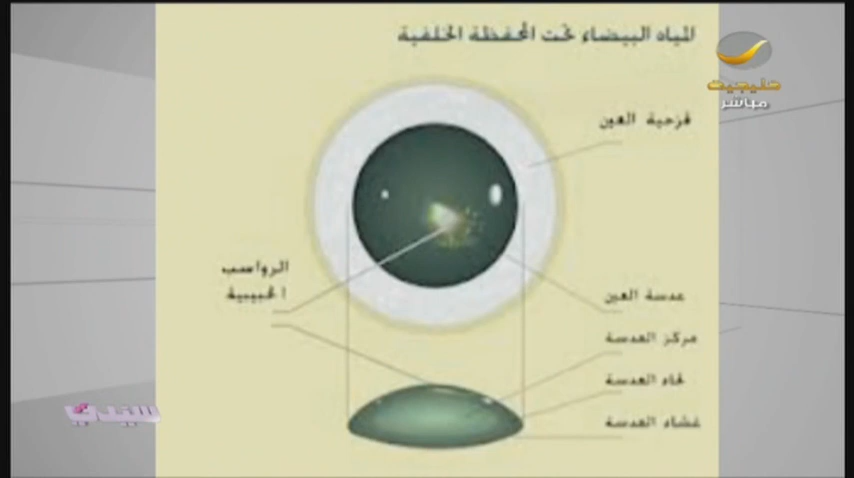 المياه البيضاء تحت المحفظة الخلفية
خليجية
مباشر
قزحية العين
الرواسب
الحبيبية
عدسة العين
مركز العدسة
لحاء العدسة
غشاء العدسة
سيدتي